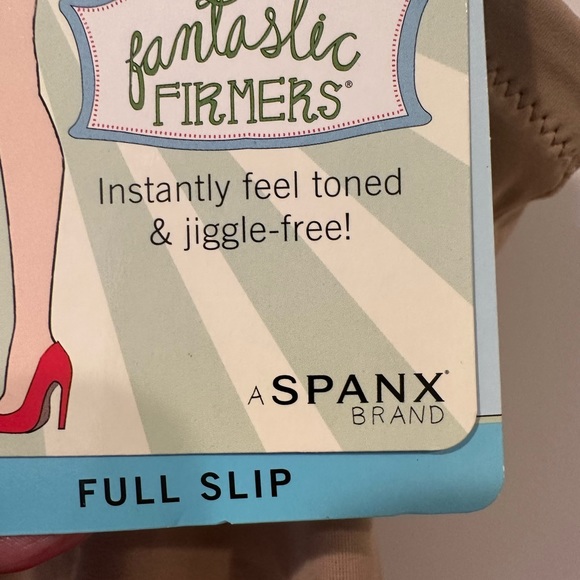 fantastic
FIRMERS®
Instantly feel toned
& jiggle-free!
A SPANX®
BRAND
FULL SLIP